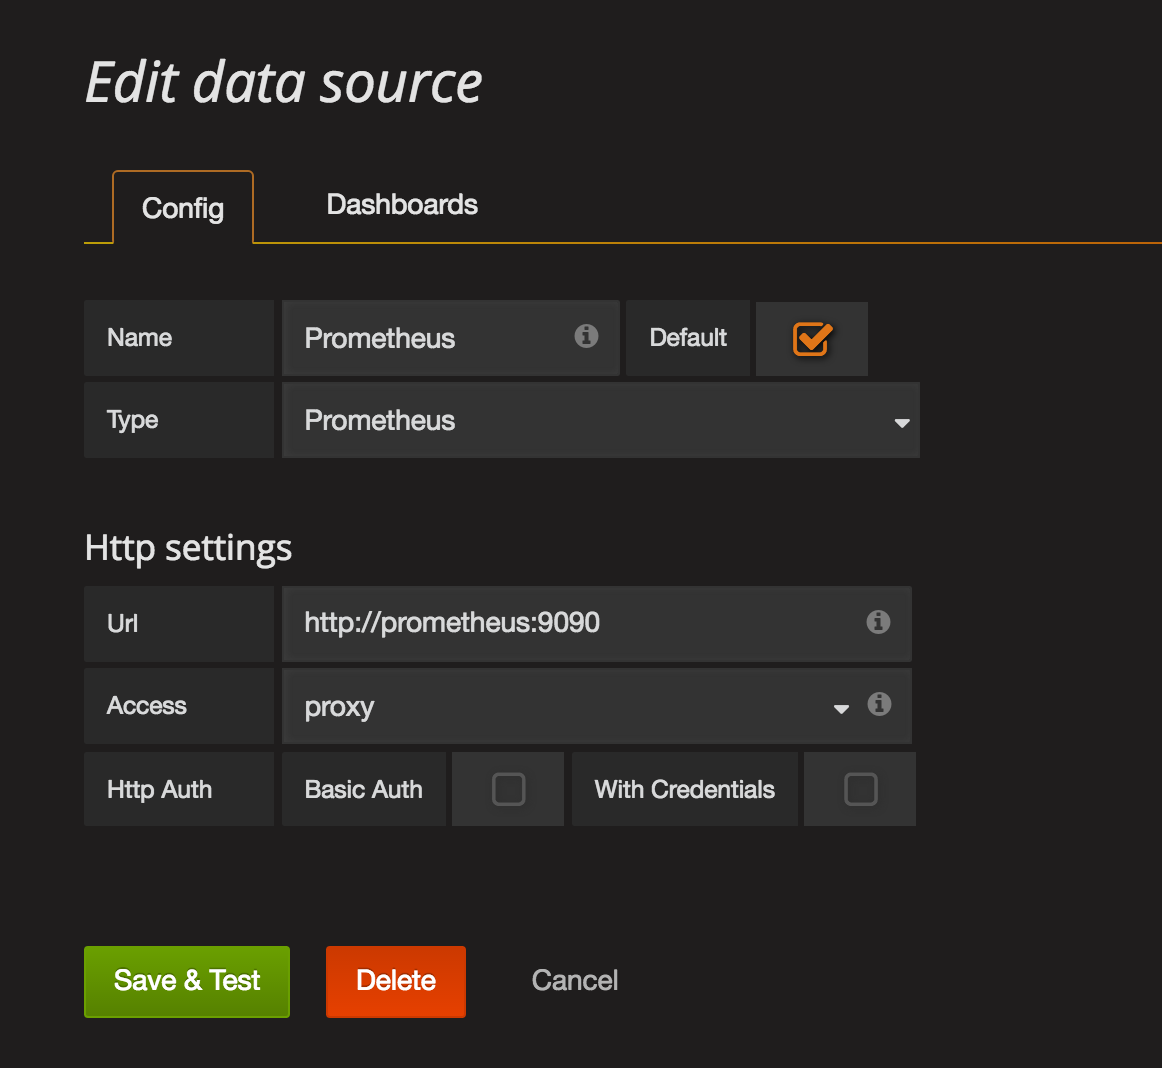 Edit data source
Config Dashboards
Name Prometheus Default
Type Prometheus
Http settings
Url http://prometheus:9090
Access proxy
Http Auth Basic Auth With Credentials
Save & Test Delete Cancel